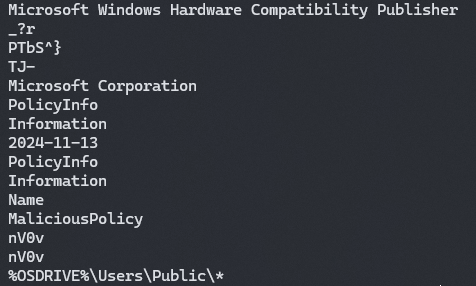 Microsoft Windows Hardware Compatibility Publisher
_?r
PTbS^}
TJ-
Microsoft Corporation
PolicyInfo
Information
2024-11-13
PolicyInfo
Information
Name
MaliciousPolicy
nV0v
nV0v
%OSDRIVE%\Users\Public\*